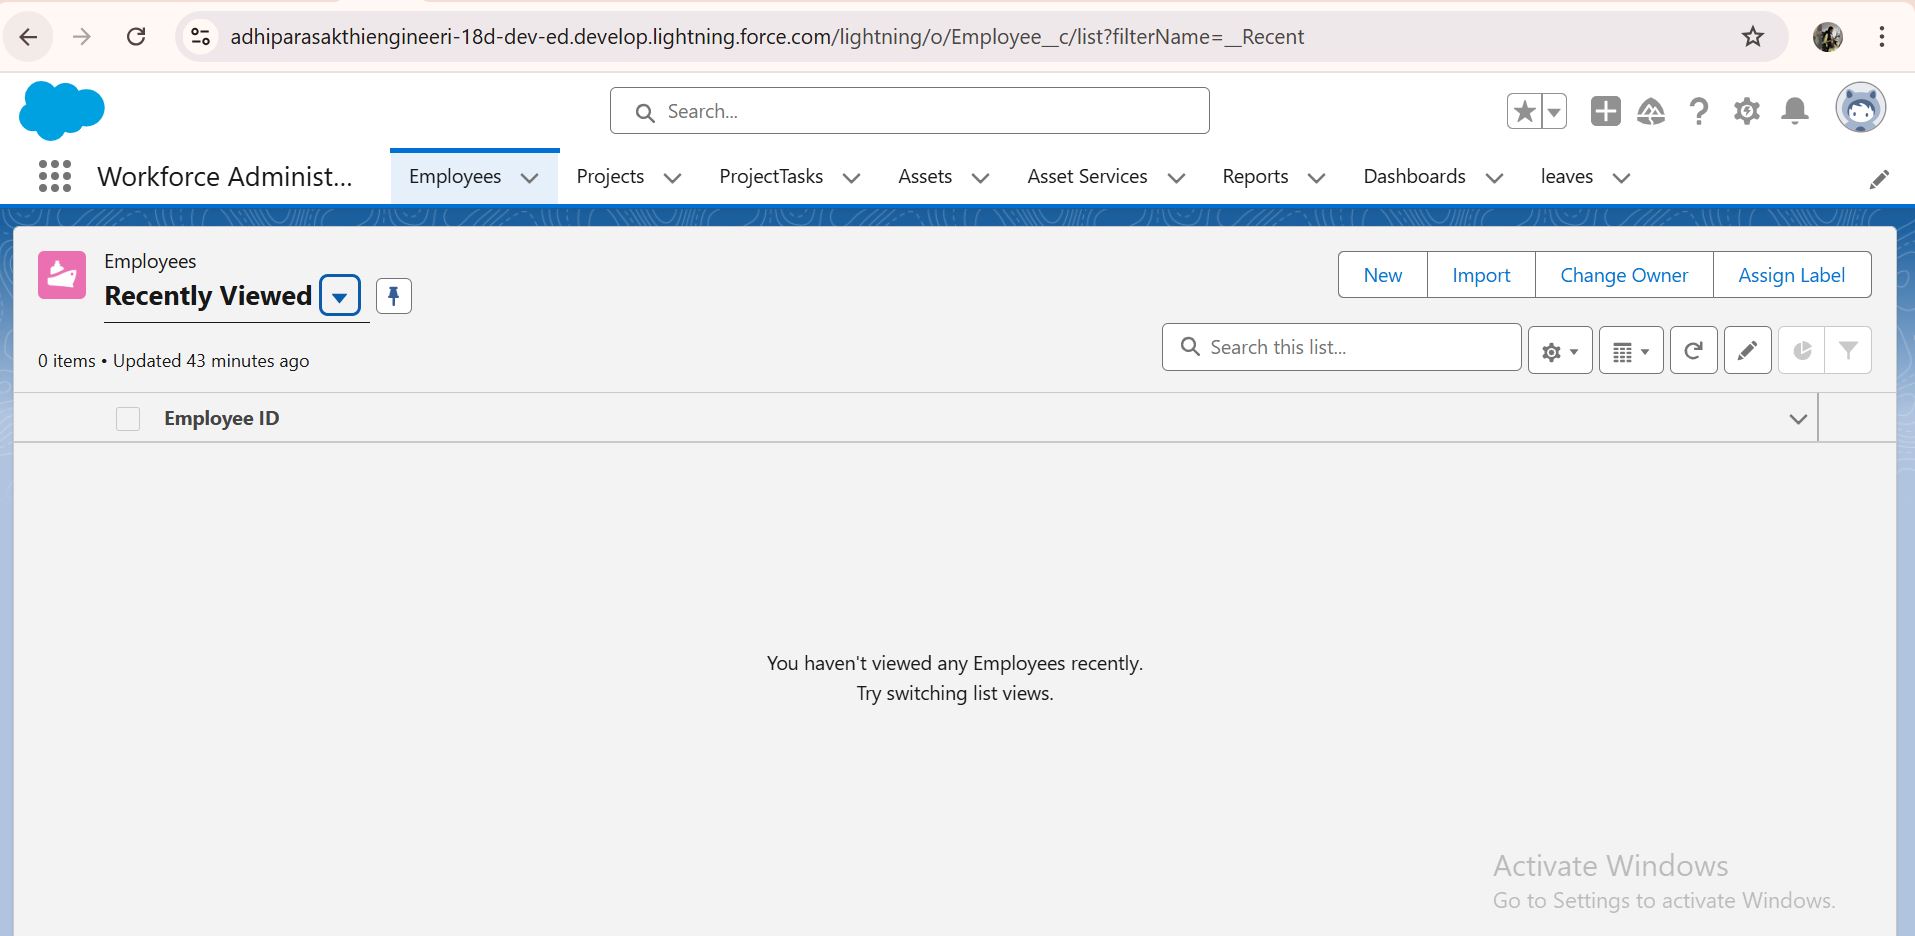 adhiparasakthiengineeri-18d-dev-ed.develop.lightning.force.com/lightning/o/Employee__c/list?filterName=__Recent
Search...
Workforce Administ...
Employees
Projects
ProjectTasks
Assets
Asset Services
Reports
Dashboards
leaves
Employees
Recently Viewed
New
Import
Change Owner
Assign Label
0 items • Updated 43 minutes ago
Search this list...
Employee ID
You haven't viewed any Employees recently.
Try switching list views.
Activate Windows
Go to Settings to activate Windows.